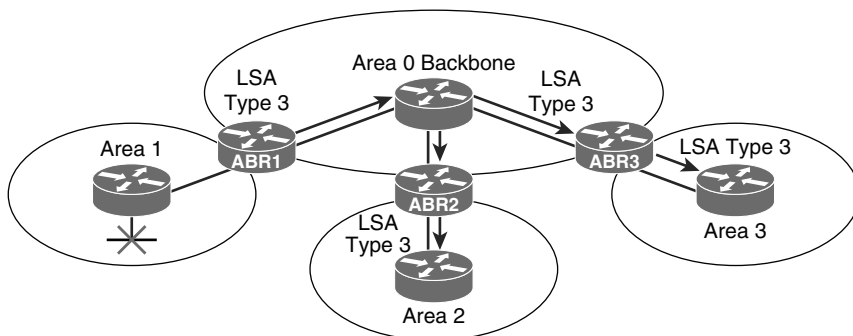 Area 0 Backbone
LSA
Type 3
LSA
Type 3
Area 1
ABR1
ABR3
LSA Type 3
ABR2
LSA
Type 3
Area 3
Area 2